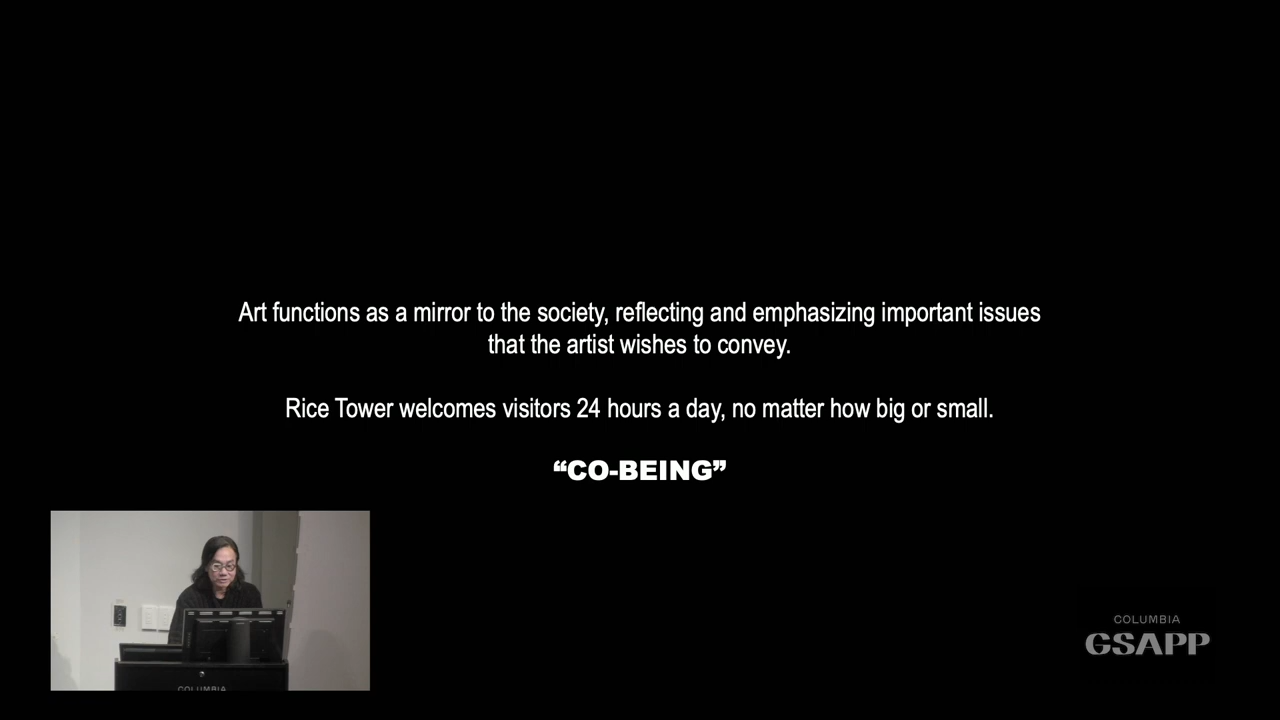 Art functions as a mirror to the society, reflecting and emphasizing important issues
that the artist wishes to convey.
Rice Tower welcomes visitors 24 hours a day, no matter how big or small.
“CO-BEING”
COLUMBIA
COLUMBIA
GSAPP